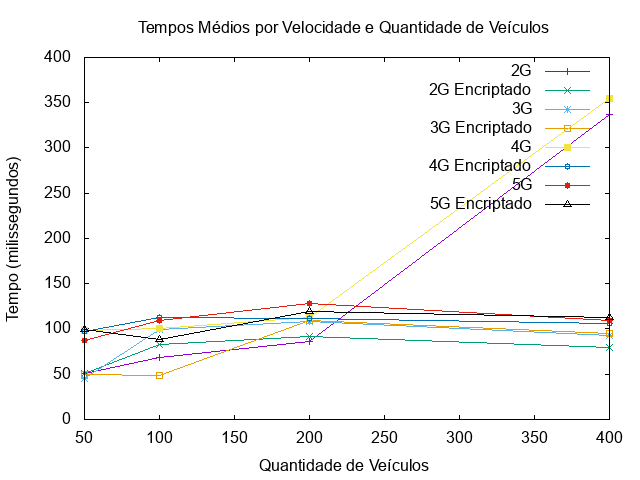 Tempos Médios por Velocidade e Quantidade de Veículos
400
350
300
250
200
150
100
50
0
Tempo (milissegundos)
2G
2G Encriptado
3G
3G Encriptado
4G
4G Encriptado
5G
5G Encriptado
50 100 150 200 250 300 350 400
Quantidade de Veículos